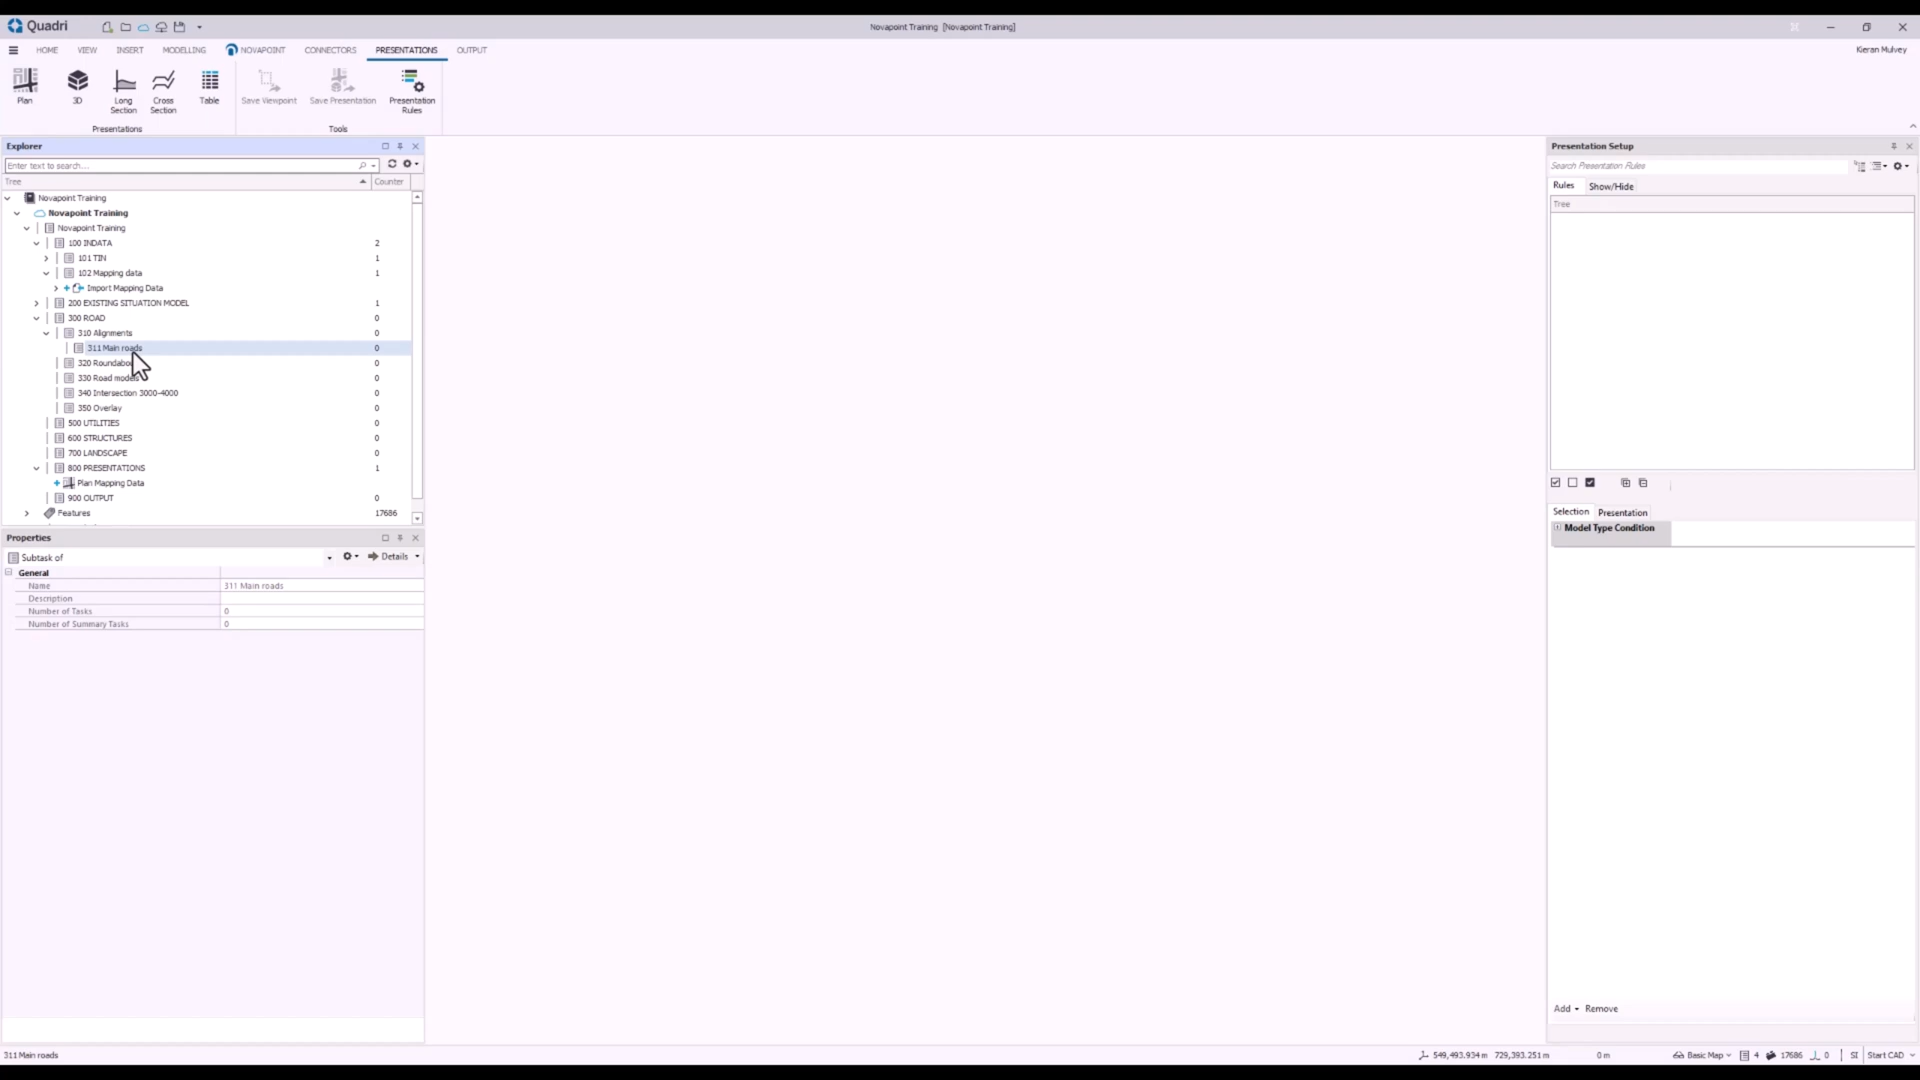 Quadri
Novapoint Training [Novapoint Training]
HOME VIEW INSERT MODELLING NOVAPOINT CONNECTORS PRESENTATIONS OUTPUT
Kieran Mulvey
Plan 3D Long Section Cross Section Table Save Viewpoint Save Presentation Presentation Rules
Presentations Tools
Explorer
Enter text to search...
Tree Counter
Novapoint Training
Novapoint Training
Novapoint Training
100 INDATA 2
101 TIN 1
102 Mapping data 1
Import Mapping Data
200 EXISTING SITUATION MODEL 1
300 ROAD 0
310 Alignments 0
311 Main roads 0
320 0
330 Road 0
340 Intersection 3000-4000 0
350 Overlay 0
500 UTILITIES 0
600 STRUCTURES 0
700 LANDSCAPE 0
800 PRESENTATIONS 1
Plan Mapping Data
900 OUTPUT 0
Features 17686
Properties
Subtask of Details
General
Name 311 Main roads
Description
Number of Tasks 0
Number of Summary Tasks 0
Presentation Setup
Search Presentation Rules
Rules Show/Hide
Tree
Selection Presentation
Model Type Condition
Add Remove
311 Main roads
549,493.934 m 729,393.251 m 0 m Basic Map 4 17686 0 SI Start CAD